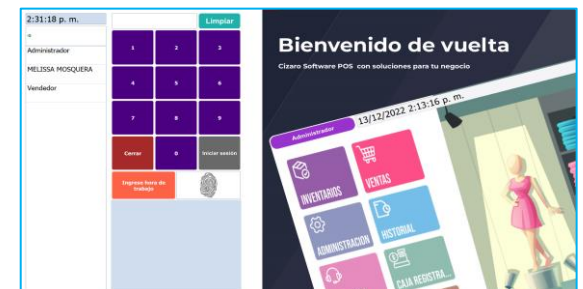 2:31:18 p. m.
Administrador
MELISSA MOSQUERA
Vendedor
Limpiar
1 2 3
4 5 6
7 8 9
Cerrar 0 Iniciar sesión
Ingreso hora de
trabajo
Bienvenido de vuelta
Cizaro Software POS con soluciones para tu negocio
Administrador
13/12/2022 2:13:16 p. m.
INVENTARIOS
VENTAS
ADMINISTRACION
HISTORIAL
CAJA REGISTRA...